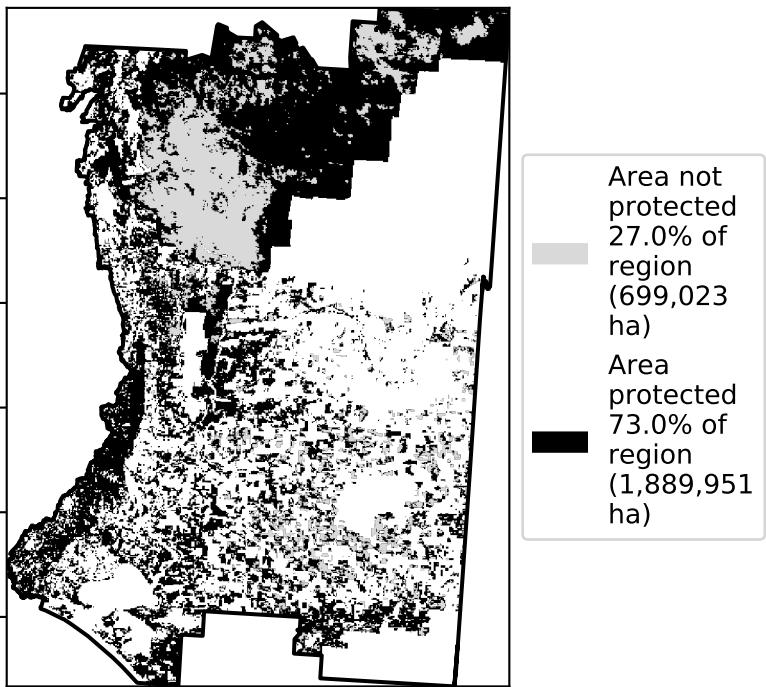 Area not
protected
27.0% of
region
(699,023
ha)
Area
protected
73.0% of
region
(1,889,951
ha)